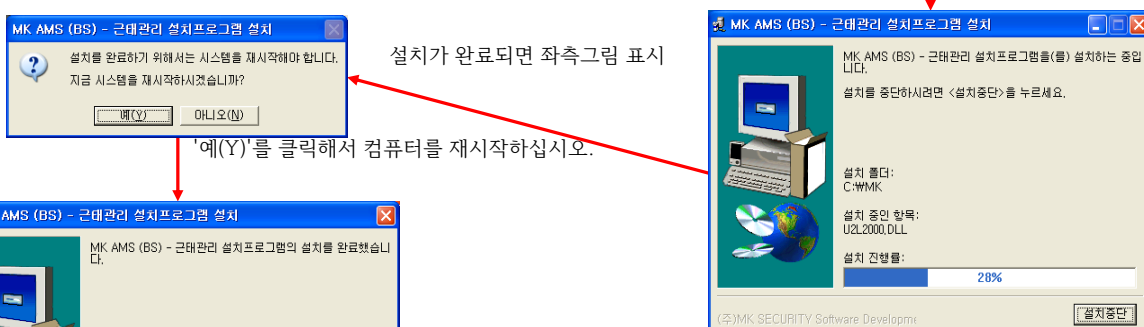 MK AMS (BS) - 근태관리 설치프로그램 설치
설치를 완료하기 위해서는 시스템을 재시작해야 합니다.
지금 시스템을 재시작하시겠습니까?
예(Y)
아니오(N)
설치가 완료되면 좌측그림 표시
'예(Y)'를 클릭해서 컴퓨터를 재시작하십시오.
MK AMS (BS) - 근태관리 설치프로그램 설치
MK AMS (BS) - 근태관리 설치프로그램을(를) 설치하는 중입
니다.
설치를 중단하시려면 <설치중단>을 누르세요.
설치 폴더:
C:₩MK
설치 중인 항목:
U2L2000.DLL
설치 진행률:
28%
(주)MK SECURITY Software Developme
설치중단
AMS (BS) - 근태관리 설치프로그램 설치
MK AMS (BS) - 근태관리 설치프로그램의 설치를 완료했습니
다.